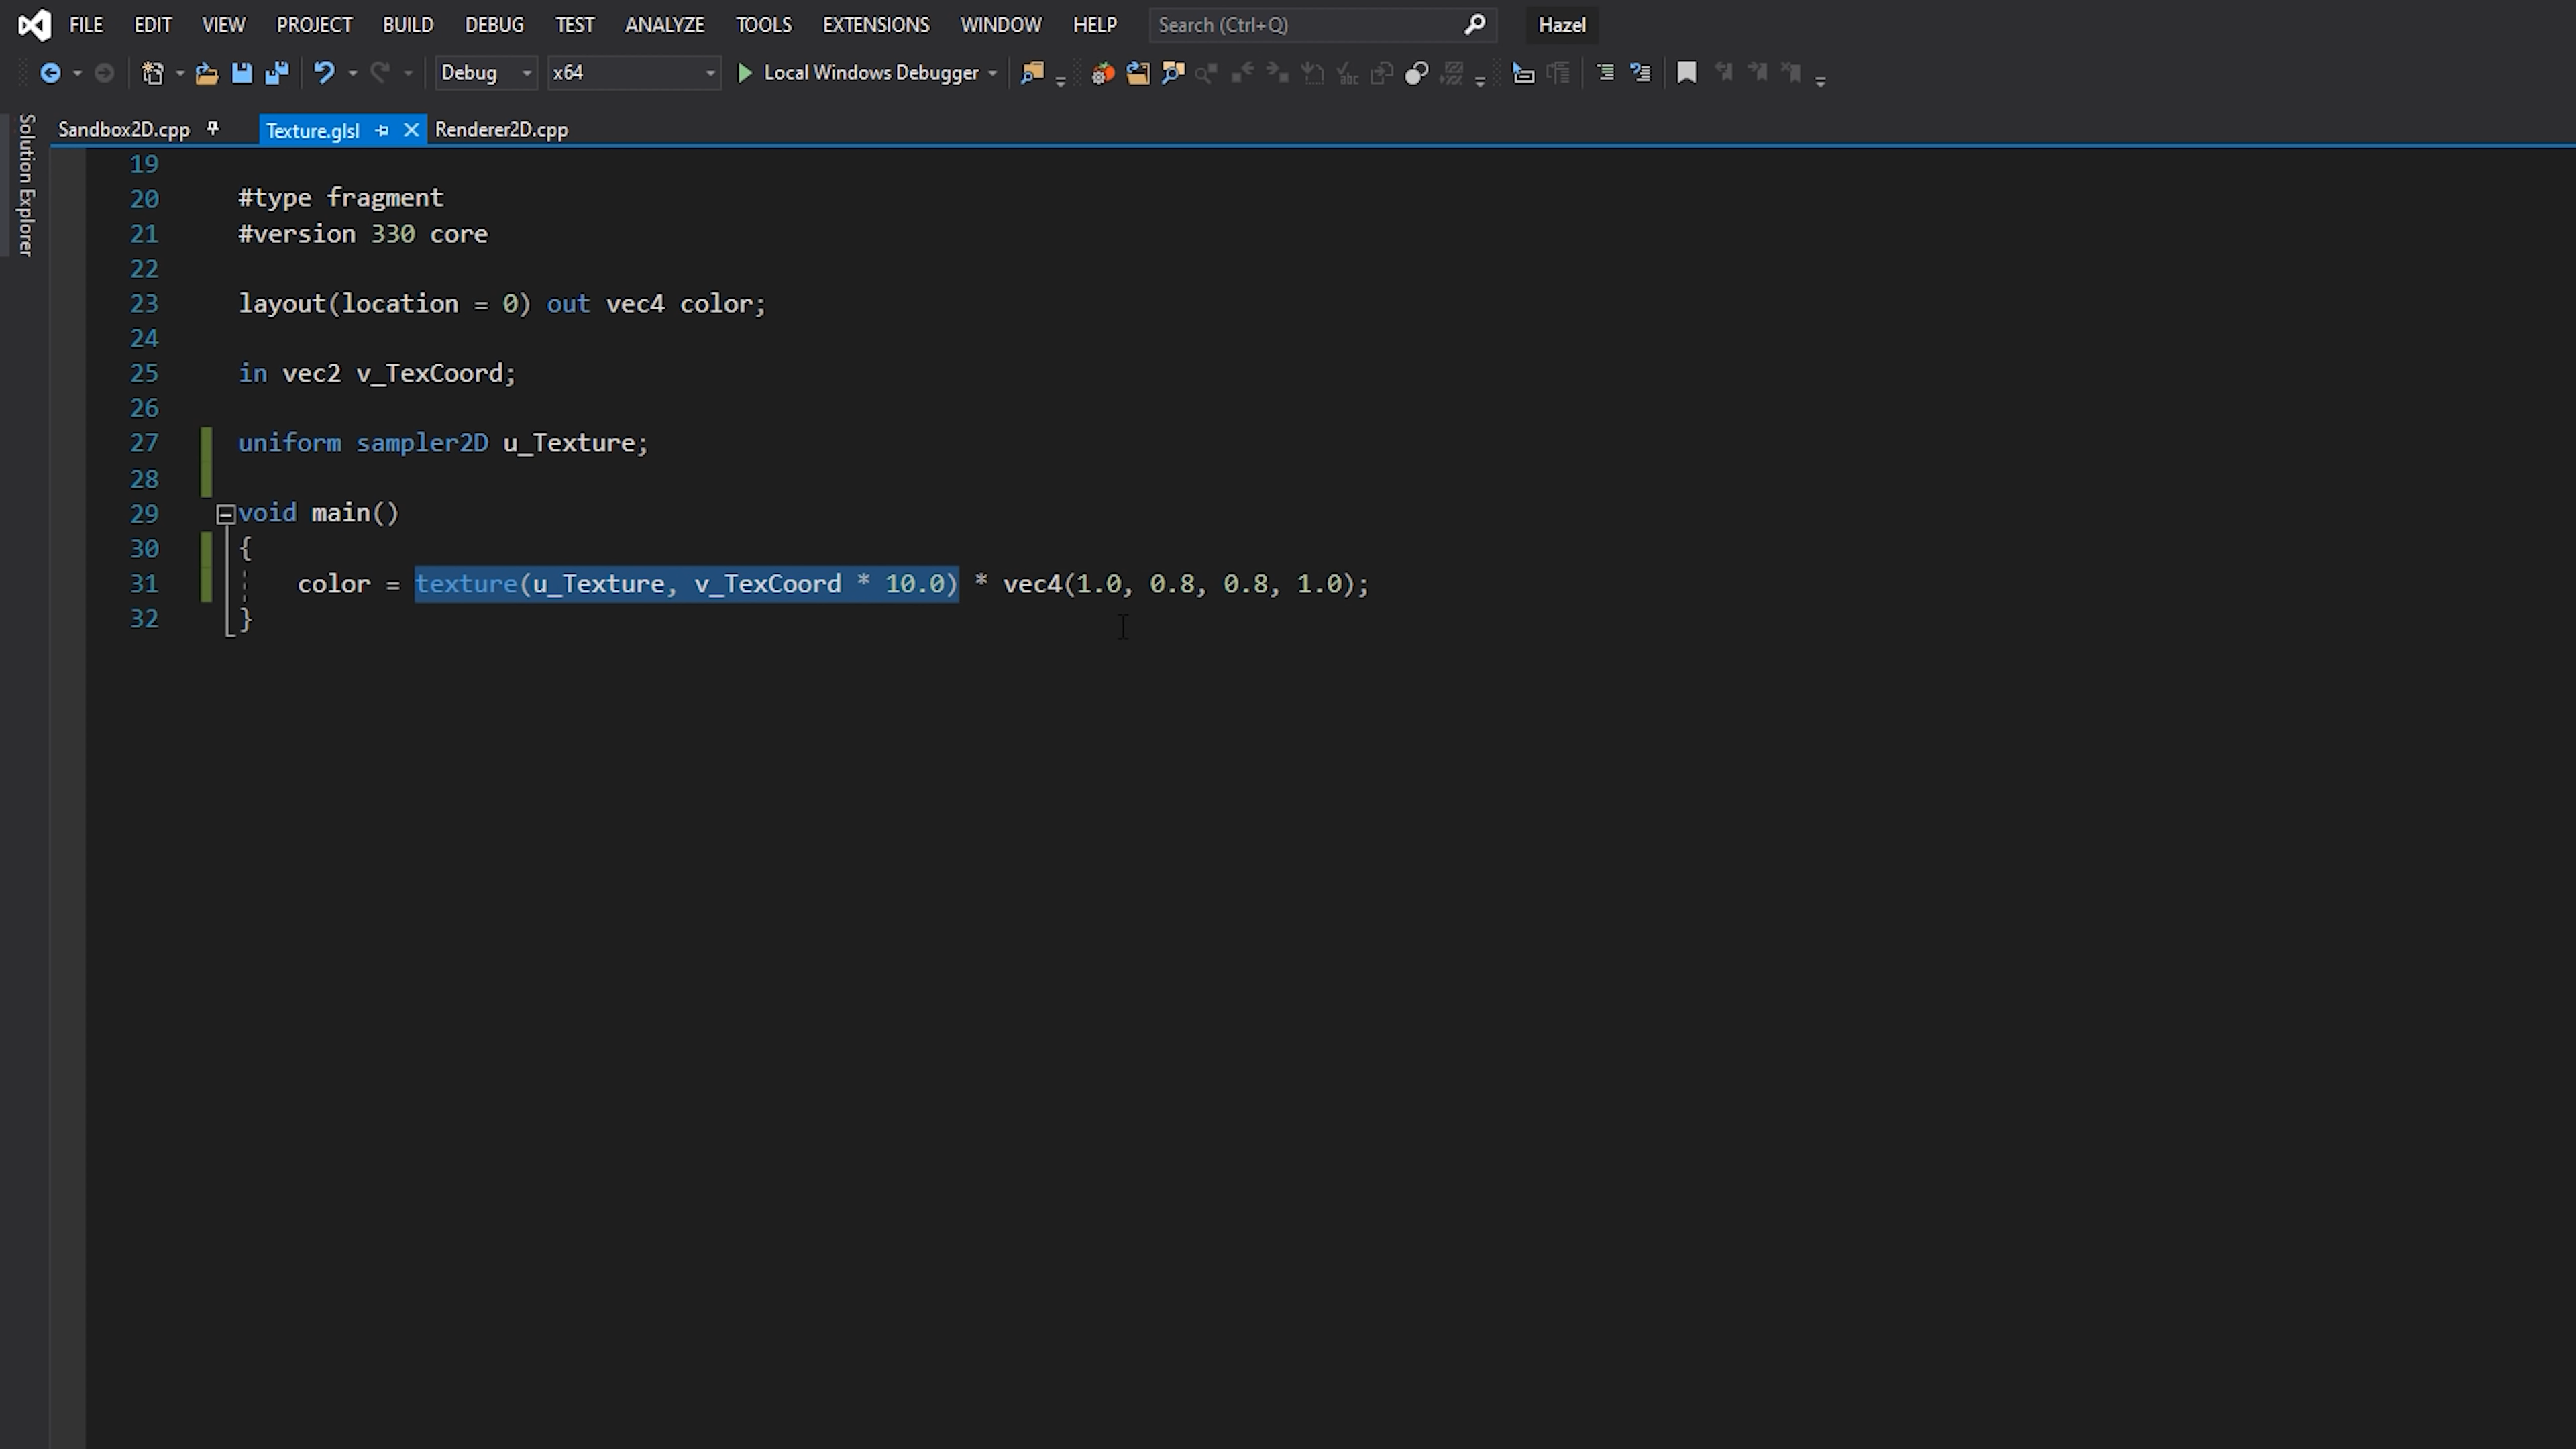 FILE EDIT VIEW PROJECT BUILD DEBUG TEST ANALYZE TOOLS EXTENSIONS WINDOW HELP Search (Ctrl+Q) Hazel
Debug x64 Local Windows Debugger
Solution Explorer
Sandbox2D.cpp Texture.glsl Renderer2D.cpp
19
20 #type fragment
21 #version 330 core
22
23 layout(location = 0) out vec4 color;
24
25 in vec2 v_TexCoord;
26
27 uniform sampler2D u_Texture;
28
29 void main()
30 {
31 color = texture(u_Texture, v_TexCoord * 10.0) * vec4(1.0, 0.8, 0.8, 1.0);
32 }